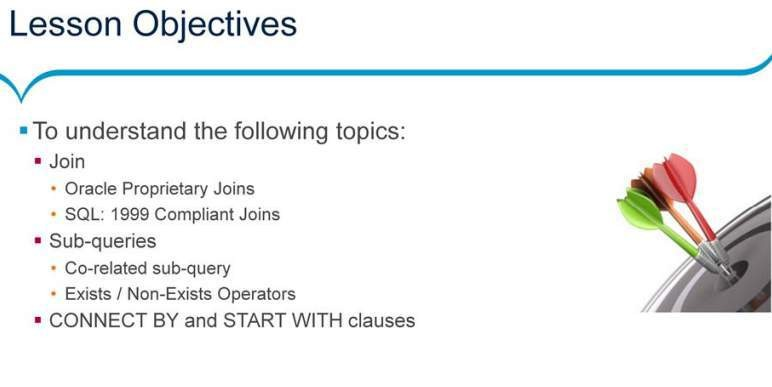 Lesson Objectives
To understand the following topics:
Join
Oracle Proprietary Joins
SQL: 1999 Compliant Joins
Sub-queries
Co-related sub-query
Exists / Non-Exists Operators
CONNECT BY and START WITH clauses